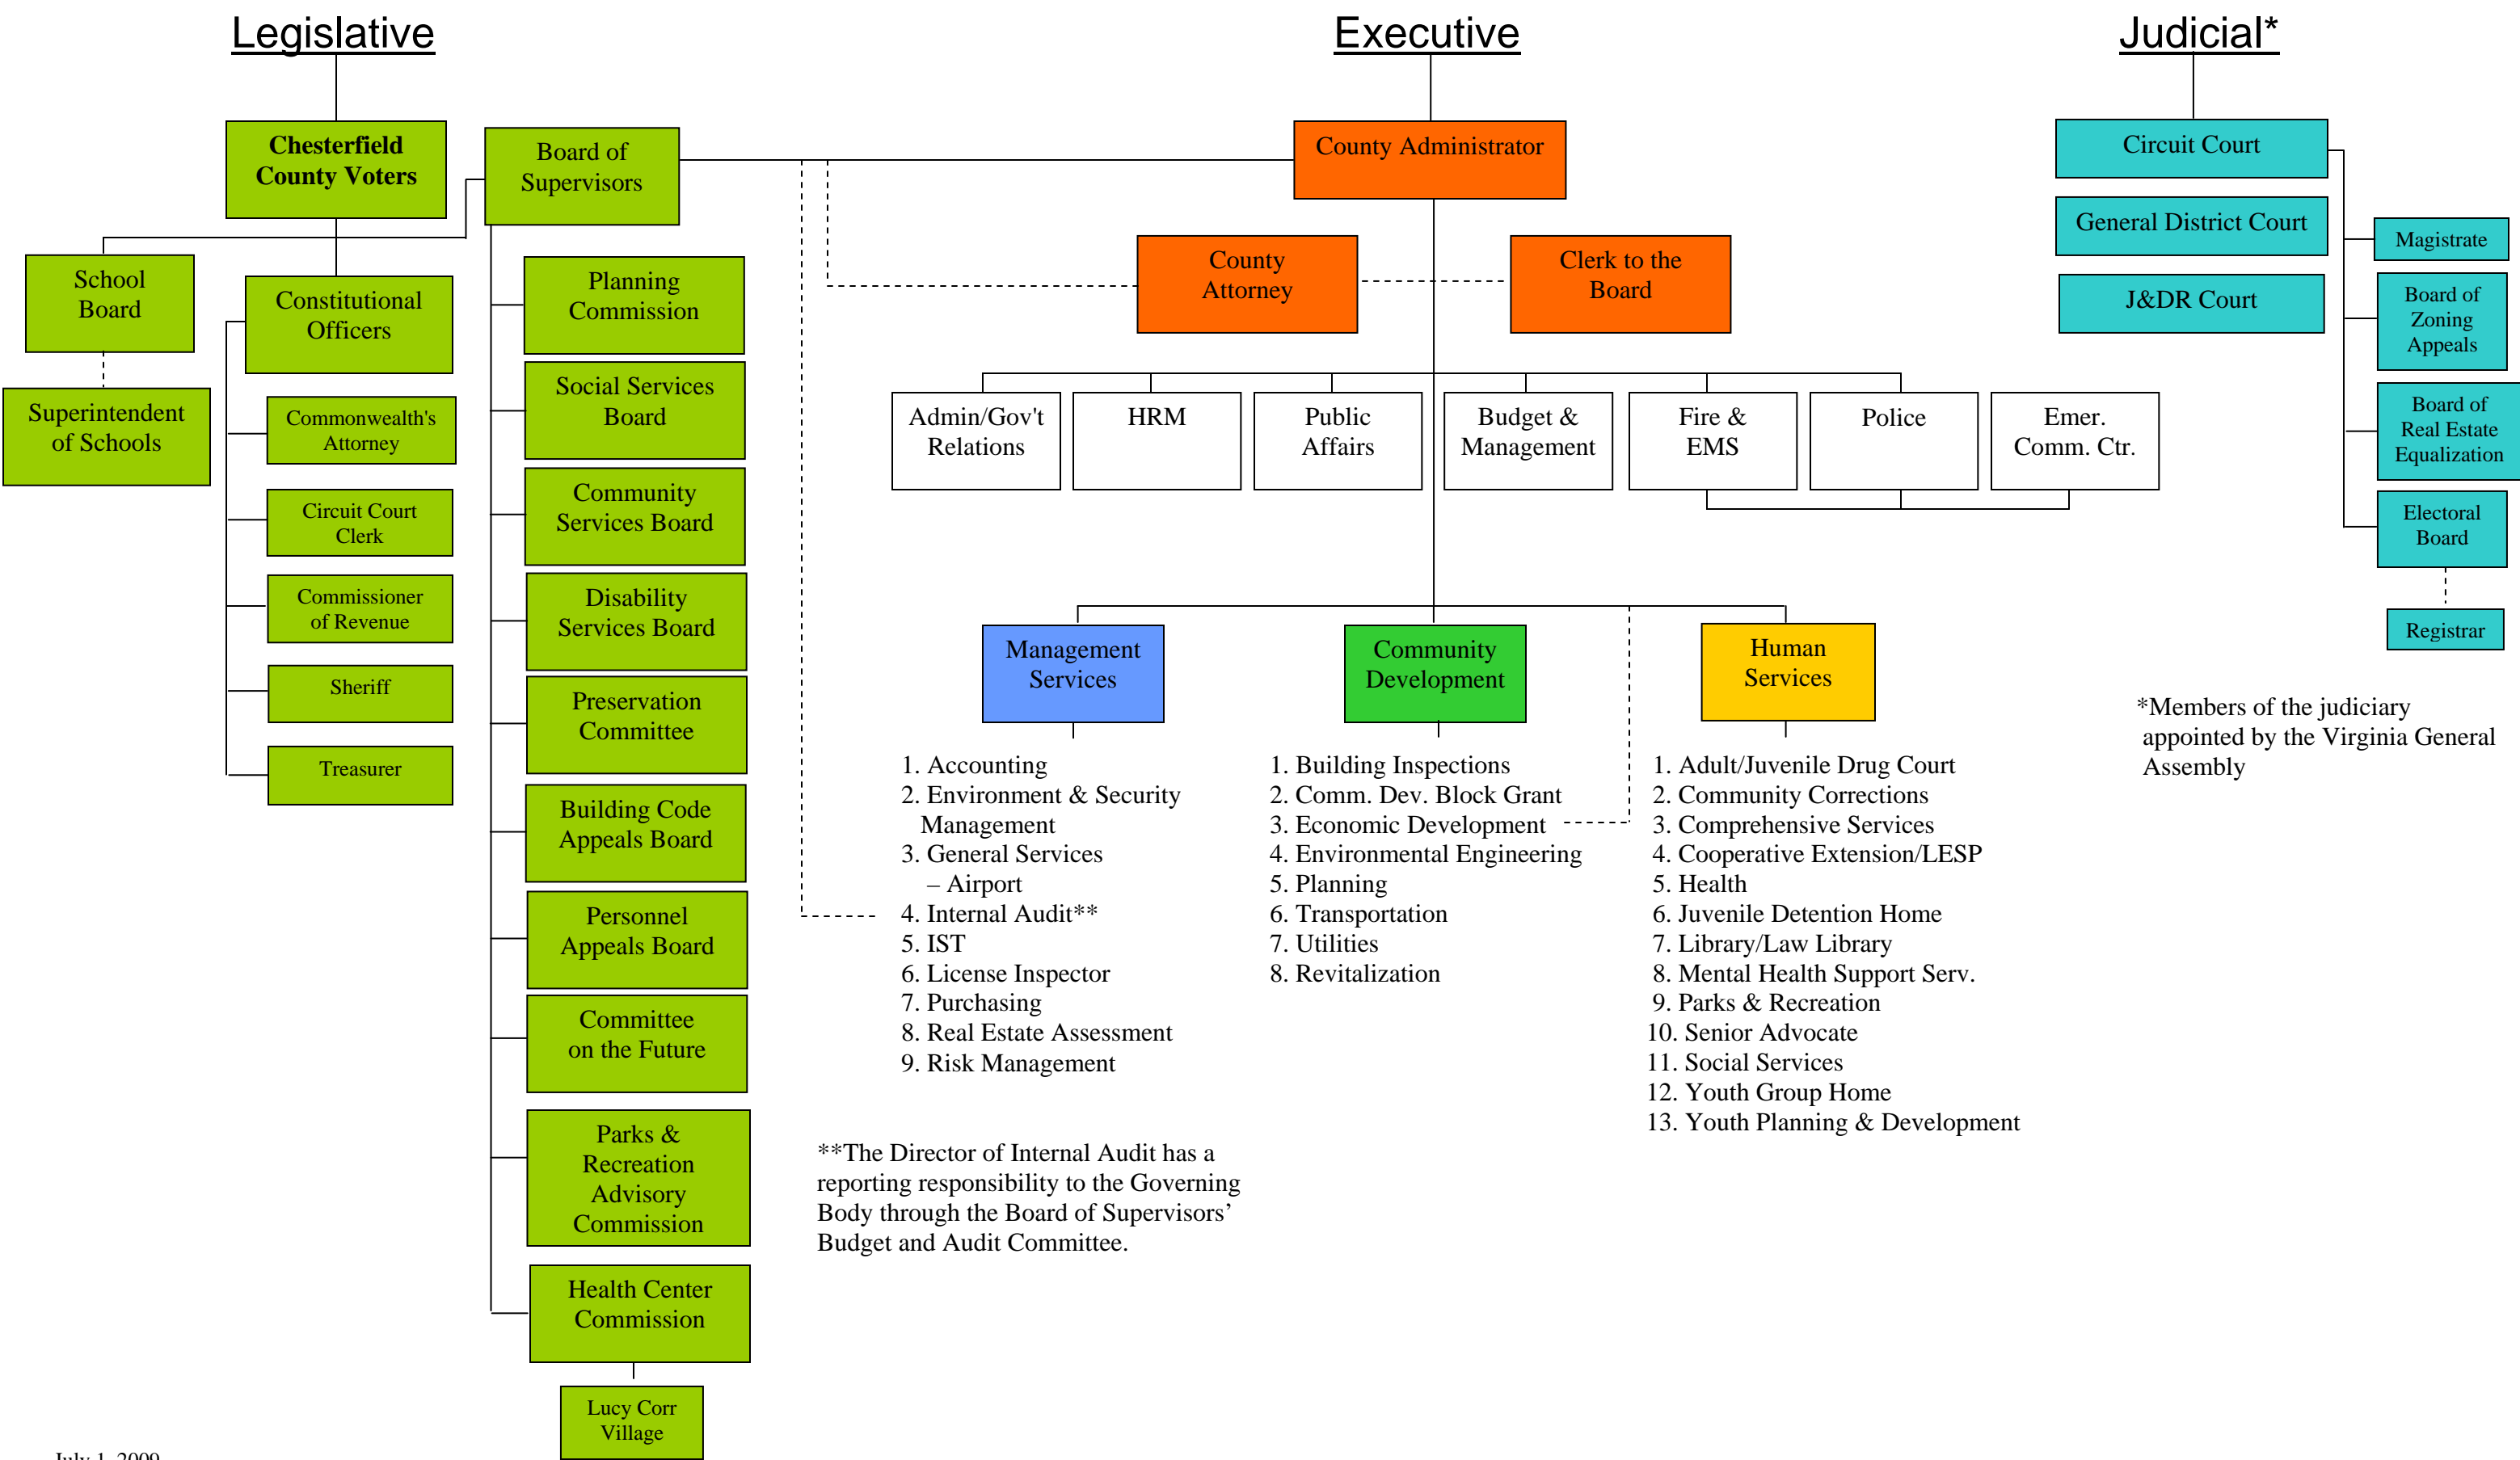 Legislative
Executive
Judicial*
Chesterfield
County Voters
Board of
Supervisors
School
Board
Superintendent
of Schools
Constitutional
Officers
Commonwealth's
Attorney
Circuit Court
Clerk
Commissioner
of Revenue
Sheriff
Treasurer
Planning
Commission
Social Services
Board
Community
Services Board
Disability
Services Board
Preservation
Committee
Building Code
Appeals Board
Personnel
Appeals Board
Committee
on the Future
Parks &
Recreation
Advisory
Commission
Health Center
Commission
Lucy Corr
Village
County Administrator
County
Attorney
Clerk to the
Board
Admin/Gov't
Relations
HRM
Public
Affairs
Budget &
Management
Fire &
EMS
Police
Emer.
Comm. Ctr.
Management
Services
1. Accounting
2. Environment & Security
Management
3. General Services
– Airport
4. Internal Audit**
5. IST
6. License Inspector
7. Purchasing
8. Real Estate Assessment
9. Risk Management
Community
Development
1. Building Inspections
2. Comm. Dev. Block Grant
3. Economic Development
4. Environmental Engineering
5. Planning
6. Transportation
7. Utilities
8. Revitalization
Human
Services
1. Adult/Juvenile Drug Court
2. Community Corrections
3. Comprehensive Services
4. Cooperative Extension/LESP
5. Health
6. Juvenile Detention Home
7. Library/Law Library
8. Mental Health Support Serv.
9. Parks & Recreation
10. Senior Advocate
11. Social Services
12. Youth Group Home
13. Youth Planning & Development
**The Director of Internal Audit has a
reporting responsibility to the Governing
Body through the Board of Supervisors’
Budget and Audit Committee.
Circuit Court
General District Court
J&DR Court
Magistrate
Board of
Zoning
Appeals
Board of
Real Estate
Equalization
Electoral
Board
Registrar
*Members of the judiciary
appointed by the Virginia General
Assembly
July 1, 2009